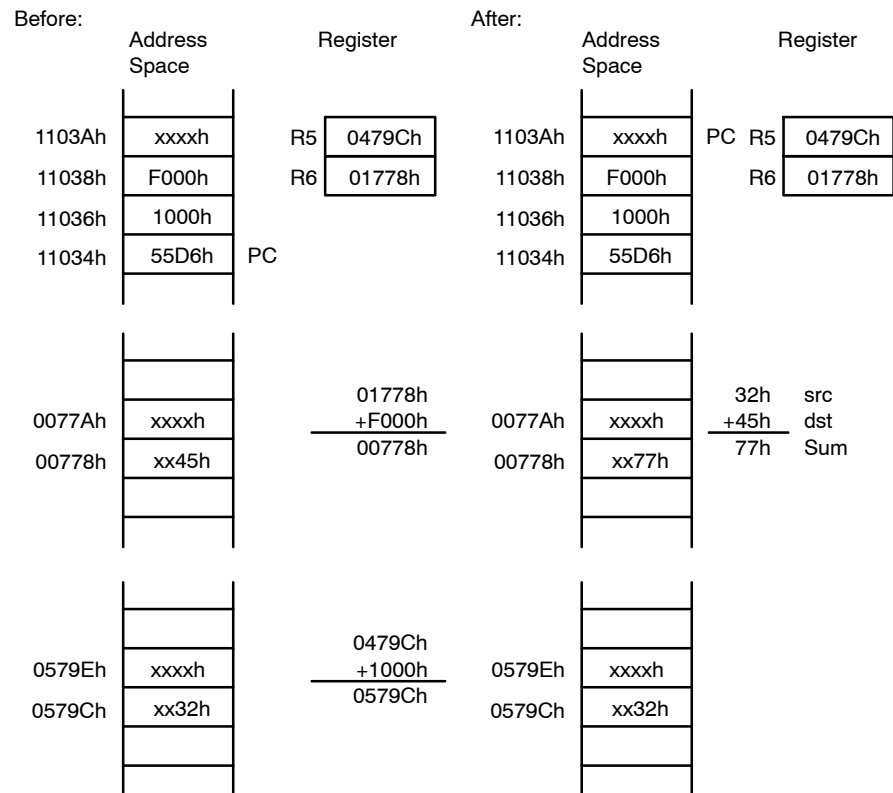 Before:
Address Space
Register
1103Ah xxxxh R5 0479Ch
11038h F000h R6 01778h
11036h 1000h
11034h 55D6h PC
01778h
0077Ah xxxxh +F000h
00778h xx45h 00778h
0479Ch
0579Eh xxxxh +1000h
0579Ch xx32h 0579Ch
After:
Address Space
Register
1103Ah xxxxh PC R5 0479Ch
11038h F000h R6 01778h
11036h 1000h
11034h 55D6h
32h src
0077Ah xxxxh +45h dst
00778h xx77h 77h Sum
0579Eh xxxxh
0579Ch xx32h